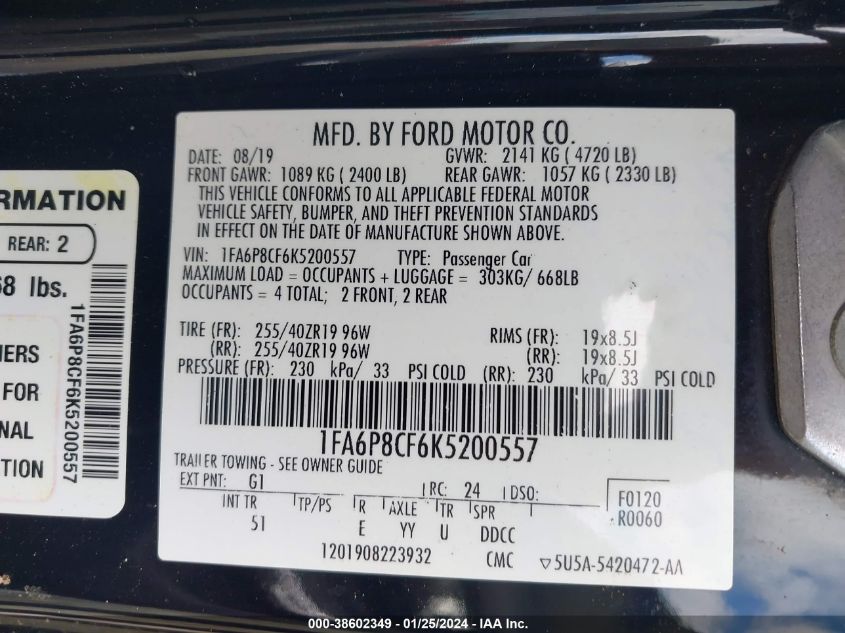 MFD. BY FORD MOTOR CO.
DATE: 08/19 GVWR: 2141 KG ( 4720 LB)
FRONT GAWR: 1089 KG ( 2400 LB) REAR GAWR: 1057 KG ( 2330 LB)
THIS VEHICLE CONFORMS TO ALL APPLICABLE FEDERAL MOTOR
VEHICLE SAFETY, BUMPER, AND THEFT PREVENTION STANDARDS
IN EFFECT ON THE DATE OF MANUFACTURE SHOWN ABOVE.
VIN: 1FA6P8CF6K5200557 TYPE: Passenger Car
MAXIMUM LOAD = OCCUPANTS + LUGGAGE = 303KG/ 668LB
OCCUPANTS = 4 TOTAL; 2 FRONT, 2 REAR
TIRE (FR): 255/40ZR19 96W RIMS (FR): 19x8.5J
(RR): 255/40ZR19 96W (RR): 19x8.5J
PRESSURE (FR): 230 kPa/ 33 PSI COLD (RR): 230 kPa/ 33 PSI COLD
1FA6P8CF6K5200557
TRAILER TOWING - SEE OWNER GUIDE
EXT PNT: G1 RC: 24 DSO: F0120
INT TR TP/PS R AXLE TR SPR R0060
51 E YY U DDCC
1201908223932 CMC ▽5U5A-5420472-AA
RMATION
REAR: 2
68 lbs.
1FA6P8CF6K5200557
NERS
FOR
NAL
TION
000-38602349 - 01/25/2024 - IAA Inc.